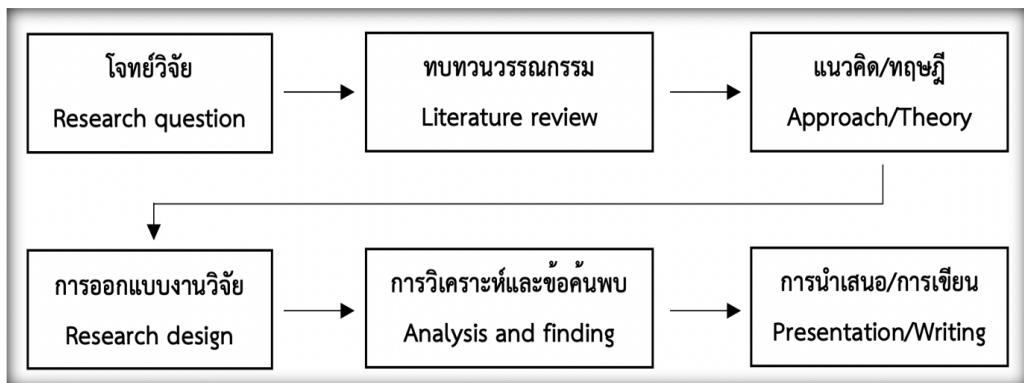 โจทย์วิจัย
Research question
ทบทวนวรรณกรรม
Literature review
แนวคิด/ทฤษฎี
Approach/Theory
การออกแบบงานวิจัย
Research design
การวิเคราะห์และข้อค้นพบ
Analysis and finding
การนำเสนอ/การเขียน
Presentation/Writing